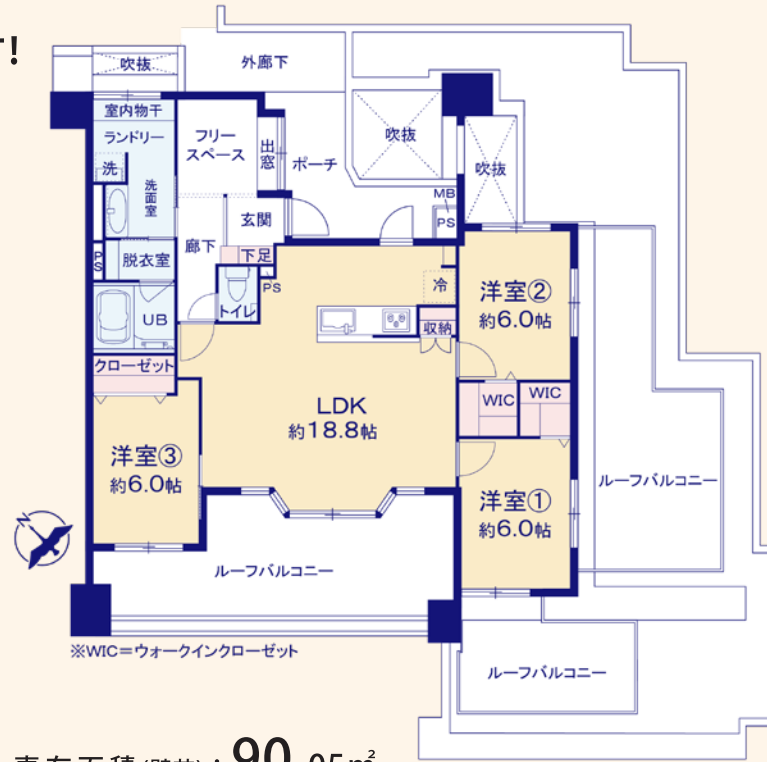 !
吹抜
外廊下
室内物干
ランドリー
洗
洗面室
フリー
スペース
出窓
ポーチ
吹抜
吹抜
MB
PS
玄関
廊下
下足
PS
脱衣室
トイレ
PS
UB
冷
収納
洋室②
約6.0帖
クローゼット
LDK
約18.8帖
WIC
WIC
洋室③
約6.0帖
洋室①
約6.0帖
ルーフバルコニー
N
ルーフバルコニー
※WIC=ウォークインクローゼット
ルーフバルコニー
90.05㎡